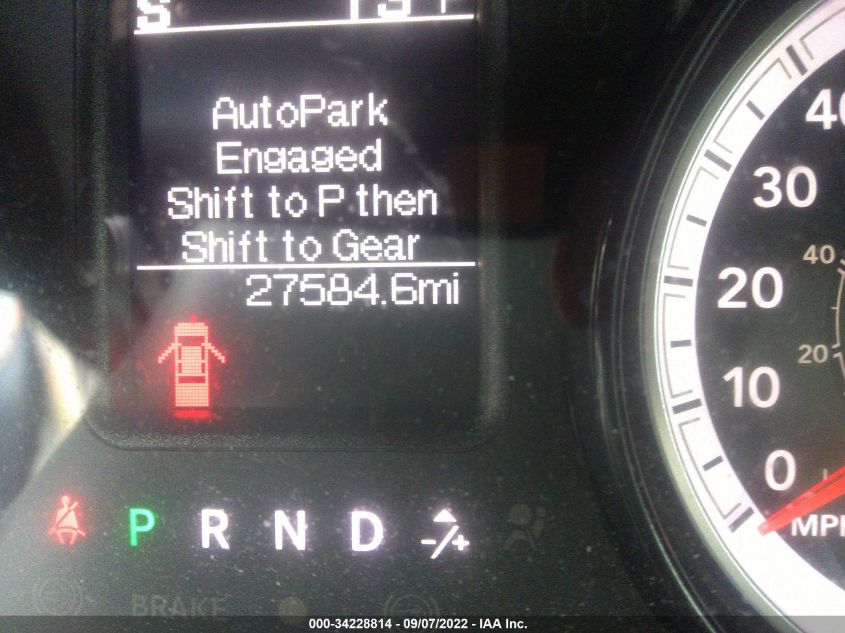 AutoPark
Engaged
Shift to P then
Shift to Gear
27584.6mi
P R N D -/+
BRAKE
40
30
20
10
0
40
20
000-34228814 - 09/07/2022 - IAA Inc.